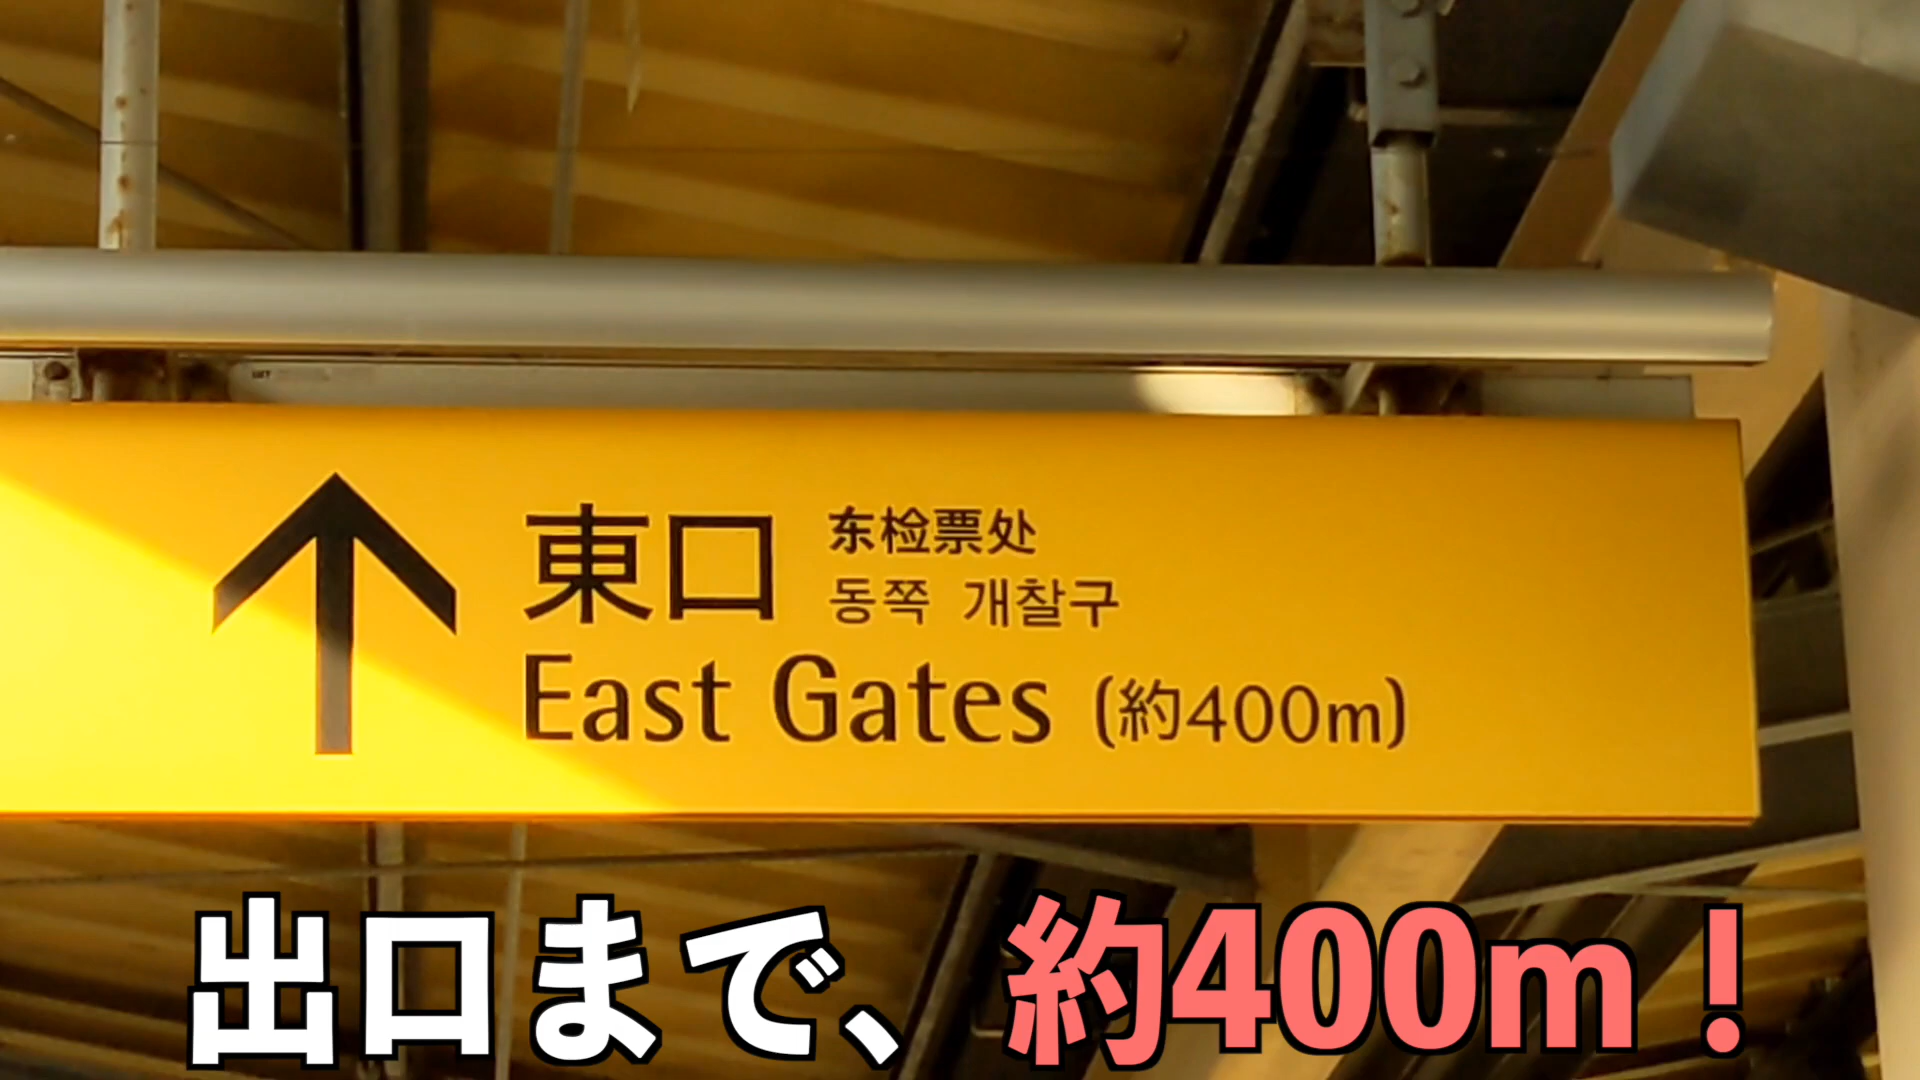 東口
东检票处
동쪽 개찰구
East Gates (約400m)
出口まで、約400m！